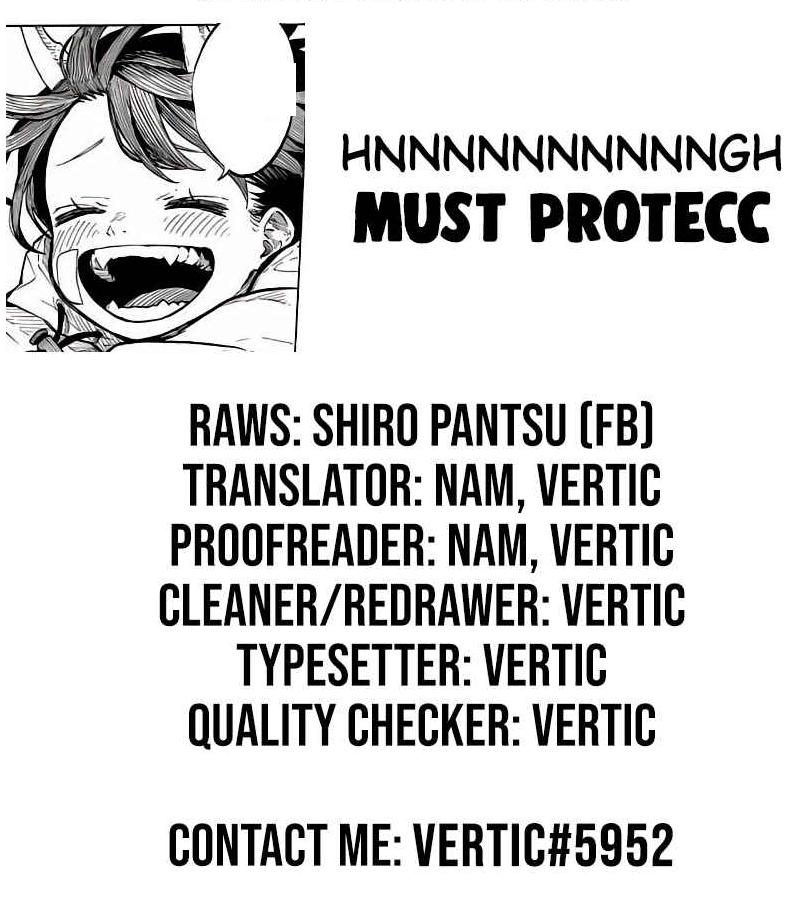 HNNNNNNNNNNNGH
MUST PROTECC
RAWS: SHIRO PANTSU (FB)
TRANSLATOR: NAM, VERTIC
PROOFREADER: NAM, VERTIC
CLEANER/REDRAWER: VERTIC
TYPESETTER: VERTIC
QUALITY CHECKER: VERTIC
CONTACT ME: VERTIC#5952